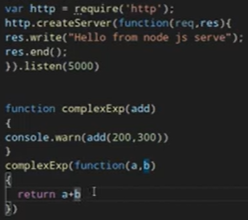 var http = require('http');
http.createServer(function(req,res){
res.write("Hello from node js serve");
res.end();
}).listen(5000)
function complexExp(add)
{
console.warn(add(200,300))
}
complexExp(function(a,b)
{
return a+b
})